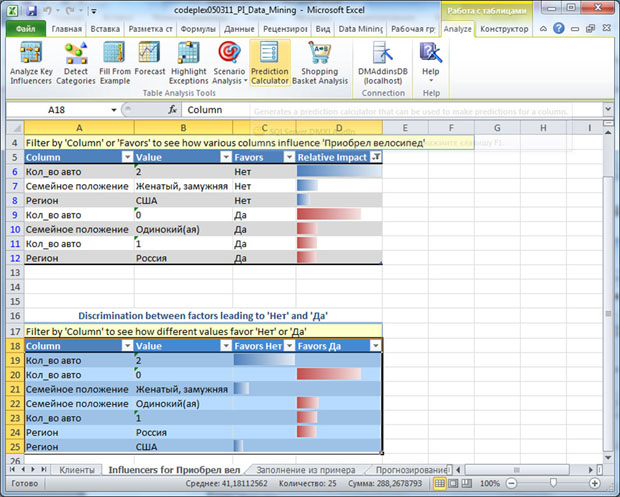 codeplex050311_PI_Data_Mining - Microsoft Excel
Работа с таблицами
Файл Главная Вставка Разметка ст Формулы Данные Рецензиров Вид Data Mining Рабочая гр Analyze Конструктор
Analyze Key Influencers Detect Categories Fill From Example Forecast Highlight Exceptions Scenario Analysis Prediction Calculator Shopping Basket Analysis DMAddinsDB (localhost) Help
Table Analysis Tools Connection Help
A18 fx Column
Generates a prediction calculator that can be used to make predictions for a column.
A B C D E F G H I
4 Filter by 'Column' or 'Favors' to see how various columns influence 'Приобрел велосипед'
5 Column Value Favors Relative Impact
6 Кол_во авто 2 Нет
7 Семейное положение Женатый, замужняя Нет
8 Регион США Нет
9 Кол_во авто 0 Да
10 Семейное положение Одинокий(ая) Да
11 Кол_во авто 1 Да
12 Регион Россия Да
13
14
15
16 Discrimination between factors leading to 'Нет' and 'Да'
17 Filter by 'Column' to see how different values favor 'Нет' or 'Да'
18 Column Value Favors Нет Favors Да
19 Кол_во авто 2
20 Кол_во авто 0
21 Семейное положение Женатый, замужняя
22 Семейное положение Одинокий(ая)
23 Кол_во авто 1
24 Регион Россия
25 Регион США
26
Клиенты Influencers for Приобрел вел Заполнение из примера Прогнозирование
Готово Среднее: 41,18112562 Количество: 25 Сумма: 288,2678793 100%